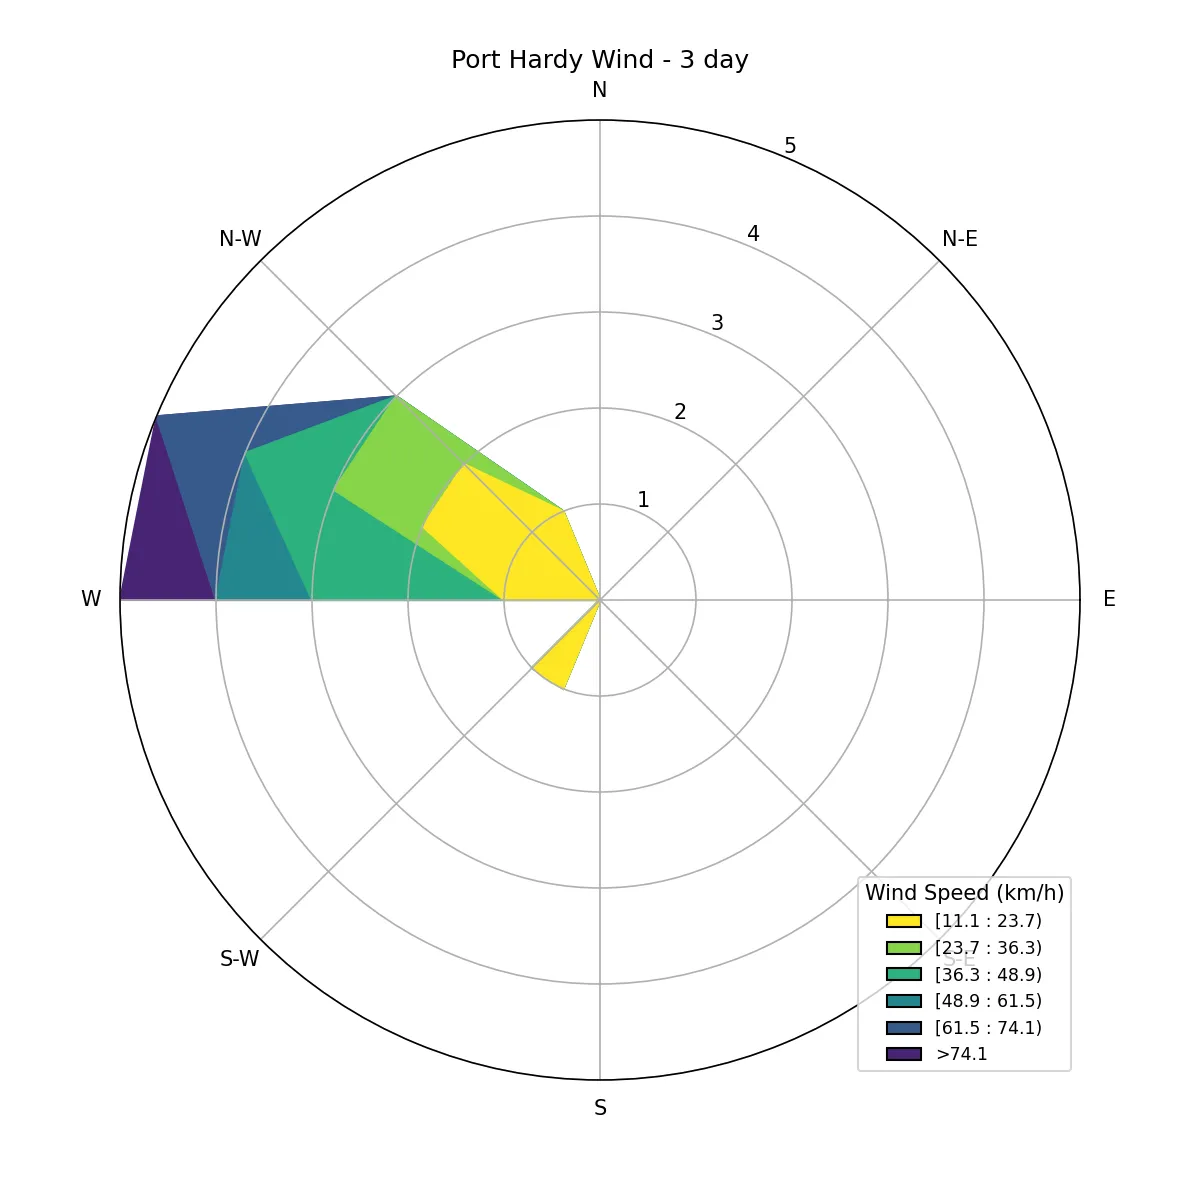 Port Hardy Wind - 3 day
N
5
N-W
N-E
4
3
2
1
W
E
S-W
S-E
S
Wind Speed (km/h)
[11.1 : 23.7)
[23.7 : 36.3)
[36.3 : 48.9)
[48.9 : 61.5)
[61.5 : 74.1)
>74.1